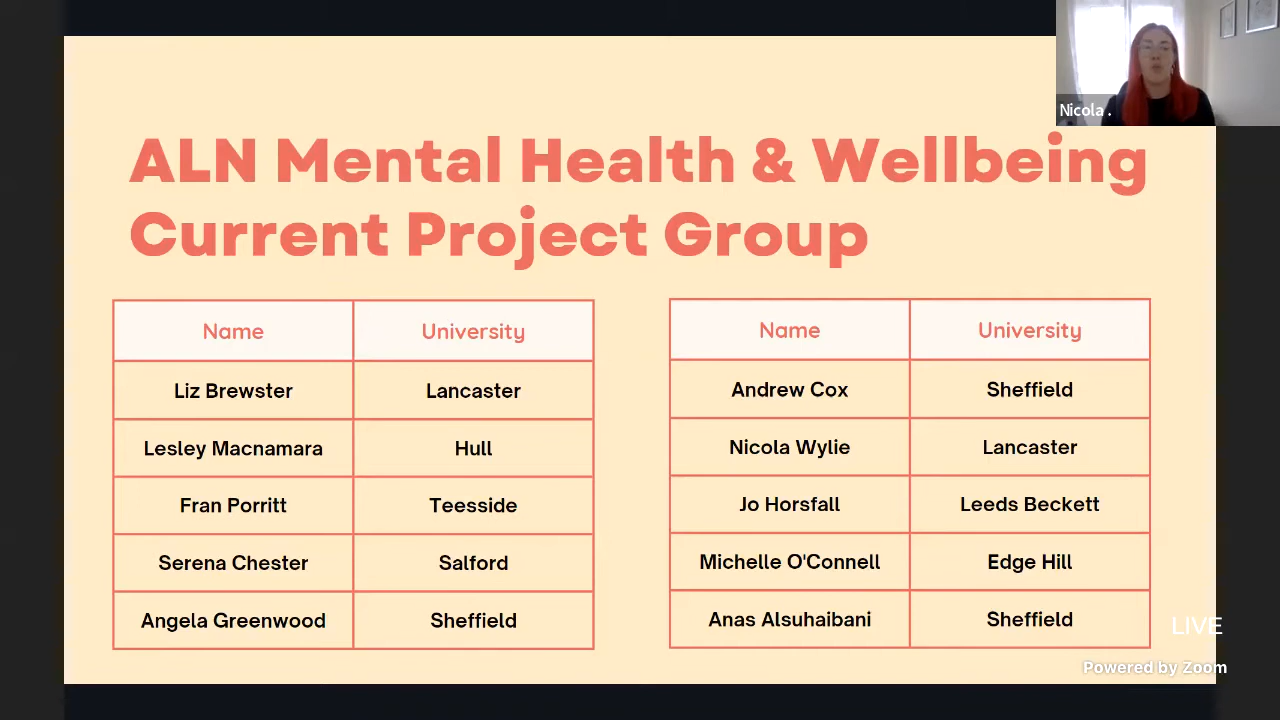 Nicola .
ALN Mental Health & Wellbeing
Current Project Group
Name University
Liz Brewster Lancaster
Lesley Macnamara Hull
Fran Porritt Teesside
Serena Chester Salford
Angela Greenwood Sheffield
Name University
Andrew Cox Sheffield
Nicola Wylie Lancaster
Jo Horsfall Leeds Beckett
Michelle O'Connell Edge Hill
Anas Alsuhaibani Sheffield
LIVE
Powered by Zoom